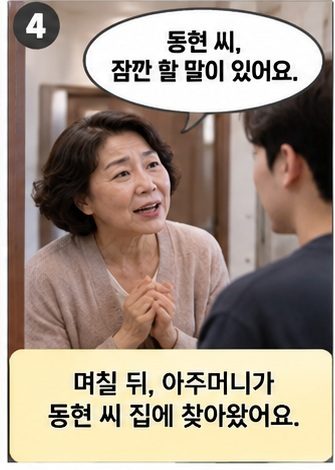 4
동현 씨,
잠깐 할 말이 있어요.
며칠 뒤, 아주머니가
동현 씨 집에 찾아왔어요.